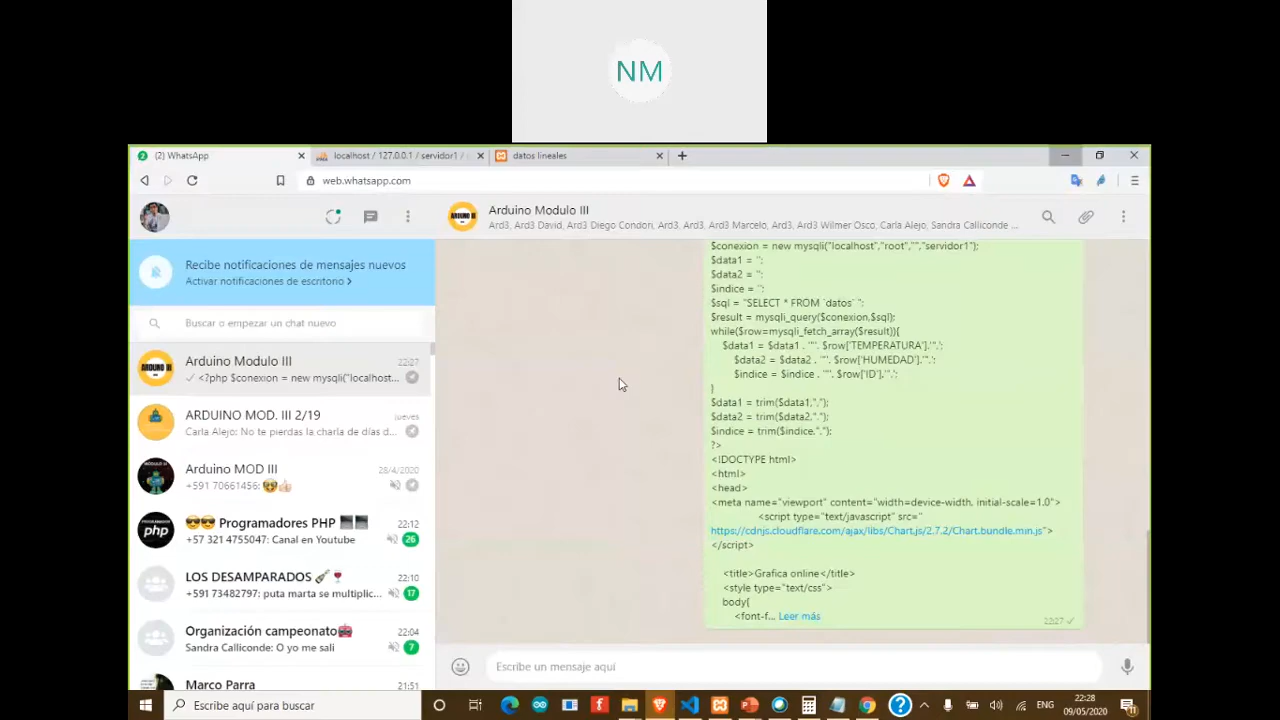 NM
(2) WhatsApp
localhost / 127.0.0.1 / servidor1 /
datos lineales
web.whatsapp.com
ARDUINO III
Arduino Modulo III
Ard3, Ard3 David, Ard3 Diego Condori, Ard3, Ard3, Ard3 Marcelo, Ard3, Ard3 Wilmer Osco, Carla Alejo, Sandra Calliconde ...
Recibe notificaciones de mensajes nuevos
Activar notificaciones de escritorio >
Buscar o empezar un chat nuevo
ARDUINO III
Arduino Modulo III
22:27
<?php $conexion = new mysqli("localhost...
ARDUINO MOD. III 2/19
jueves
Carla Alejo: No te pierdas la charla de días d...
Arduino MOD III
28/4/2020
+591 70661456: 😍👍🏻
PROGRAMADORES
php
😎😎 Programadores PHP
22:12
+57 321 4755047: Canal en Youtube
26
LOS DESAMPARADOS 🎸🍷
22:10
+591 73482797: puta marta se multiplic...
17
Organización campeonato🤖
22:04
Sandra Calliconde: O yo me sali
7
Marco Parra
21:51
$conexion = new mysqli("localhost","root","","servidor1");
$data1 = '';
$data2 = '';
$indice = '';
$sql = "SELECT * FROM `datos` ";
$result = mysqli_query($conexion,$sql);
while($row=mysqli_fetch_array($result)){
$data1 = $data1 . '"'. $row['TEMPERATURA'].'",';
$data2 = $data2 . '"'. $row['HUMEDAD'].'",';
$indice = $indice . '"'. $row['ID'].'",';
}
$data1 = trim($data1,",");
$data2 = trim($data2,",");
$indice = trim($indice,",");
?>
<!DOCTYPE html>
<html>
<head>
<meta name="viewport" content="width=device-width, initial-scale=1.0">
<script type="text/javascript" src="
https://cdnjs.cloudflare.com/ajax/libs/Chart.js/2.7.2/Chart.bundle.min.js">
</script>
<title>Grafica online</title>
<style type="text/css">
body{
<font-f... Leer más
22:27
Escribe un mensaje aquí
Escribe aquí para buscar
ENG
22:28
09/05/2020
11